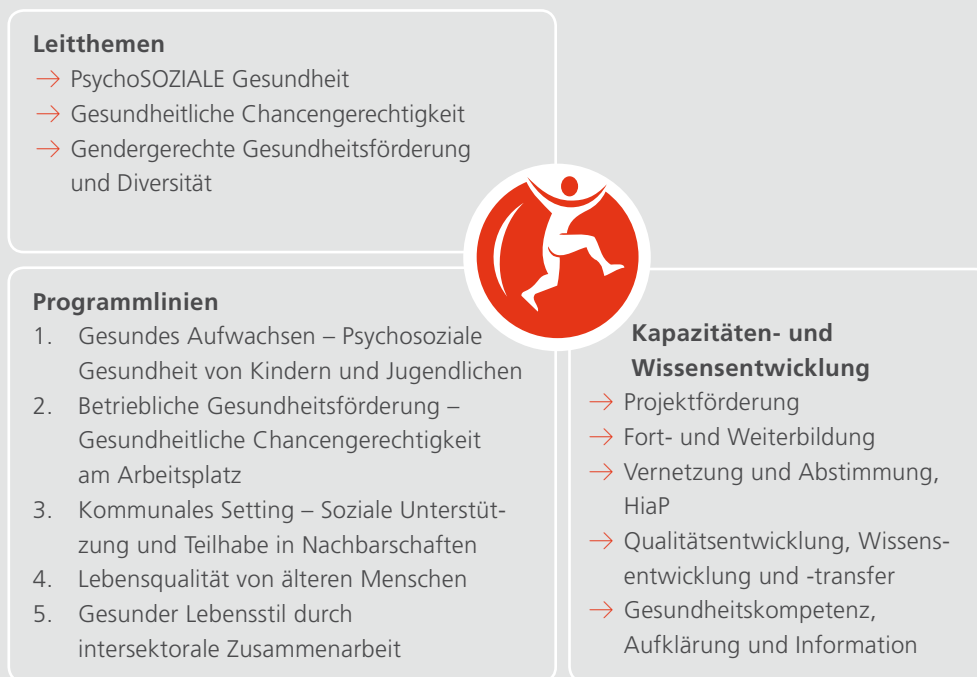 Leitthemen
→ PsychoSOZIALE Gesundheit
→ Gesundheitliche Chancengerechtigkeit
→ Gendergerechte Gesundheitsförderung
und Diversität
Programmlinien
1. Gesundes Aufwachsen – Psychosoziale
Gesundheit von Kindern und Jugendlichen
2. Betriebliche Gesundheitsförderung –
Gesundheitliche Chancengerechtigkeit
am Arbeitsplatz
3. Kommunales Setting – Soziale Unterstüt-
zung und Teilhabe in Nachbarschaften
4. Lebensqualität von älteren Menschen
5. Gesunder Lebensstil durch
intersektorale Zusammenarbeit
Kapazitäten- und
Wissensentwicklung
→ Projektförderung
→ Fort- und Weiterbildung
→ Vernetzung und Abstimmung,
HiaP
→ Qualitätsentwicklung, Wissens-
entwicklung und -transfer
→ Gesundheitskompetenz,
Aufklärung und Information